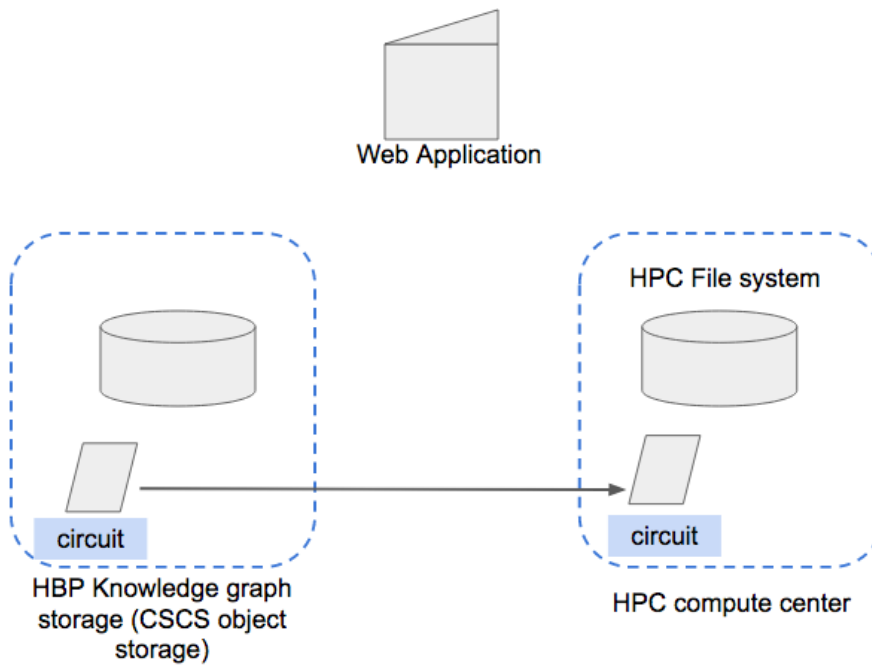 Web Application
HPC File system
circuit
circuit
HBP Knowledge graph
storage (CSCS object
storage)
HPC compute center